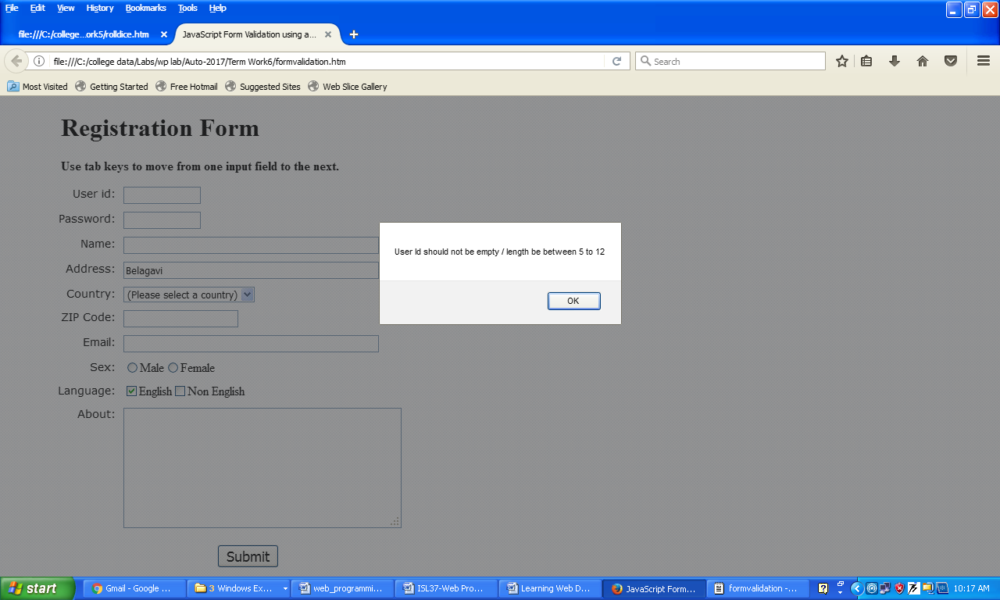 File Edit View History Bookmarks Tools Help
file:///C:/college...ork5/rolldice.htm
JavaScript Form Validation using a...
file:///C:/college data/Labs/wp lab/Auto-2017/Term Work6/formvalidation.htm
Search
Most Visited Getting Started Free Hotmail Suggested Sites Web Slice Gallery
Registration Form
Use tab keys to move from one input field to the next.
User id:
Password:
Name:
Address: Belagavi
Country: (Please select a country)
ZIP Code:
Email:
Sex: Male Female
Language: English Non English
About:
Submit
User Id should not be empty / length be between 5 to 12
OK
start
Gmail - Google ...
3 Windows Ex...
web_programmi...
ISL37-Web Pro...
Learning Web D...
JavaScript Form...
formvalidation -...
10:17 AM